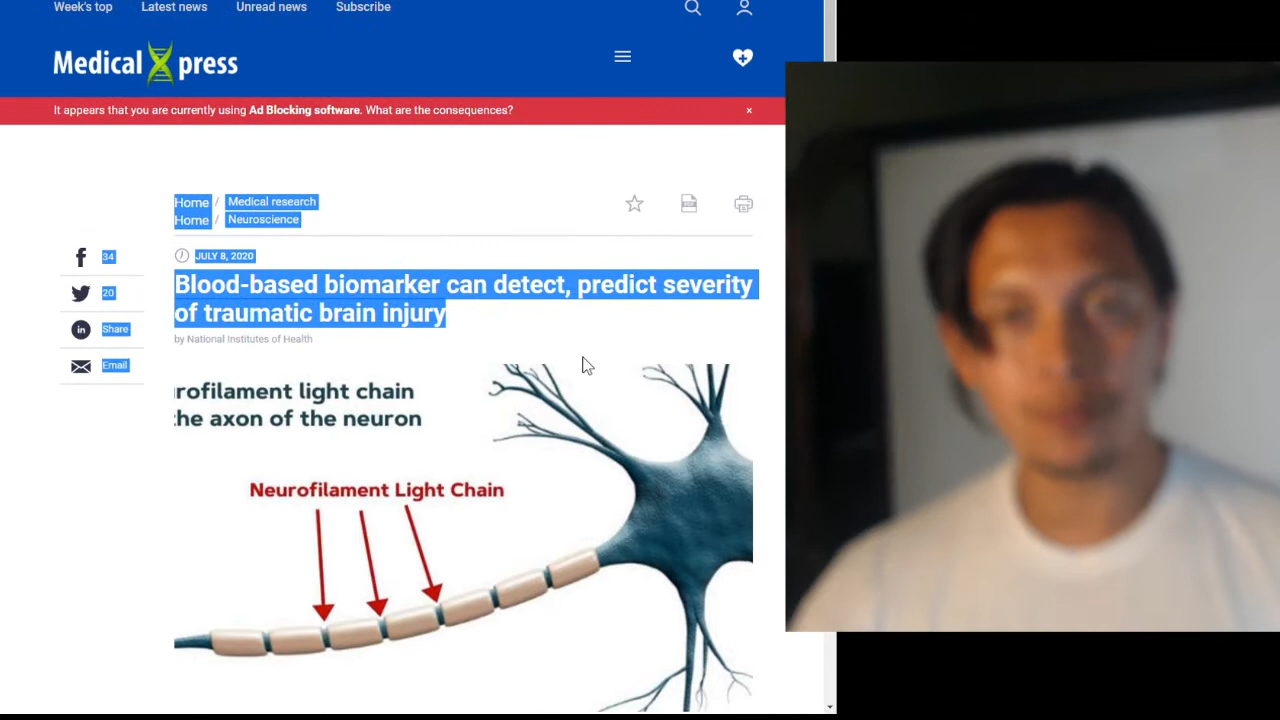 Week's top
Latest news
Unread news
Subscribe
Medical Xpress
It appears that you are currently using Ad Blocking software. What are the consequences?
×
Home / Medical research
Home / Neuroscience
JULY 8, 2020
Blood-based biomarker can detect, predict severity
of traumatic brain injury
by National Institutes of Health
34
20
in Share
Email
PDF
rofilament light chain
he axon of the neuron
Neurofilament Light Chain